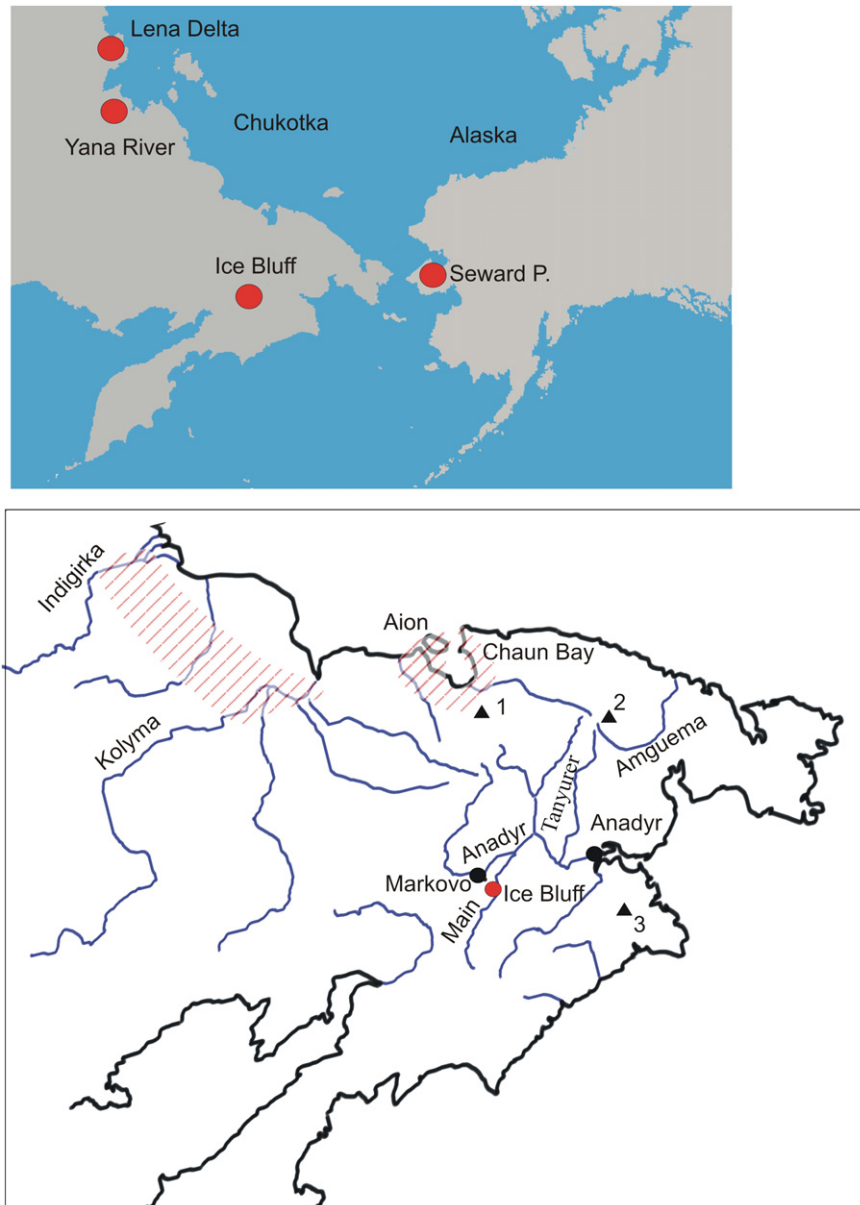 Lena Delta
Yana River
Chukotka
Alaska
Ice Bluff
Seward P.
Indigirka
Aion
Chaun Bay
1
2
Kolyma
Amguema
Tanyurer
Anadyr
Anadyr
Markovo
Ice Bluff
Main
3